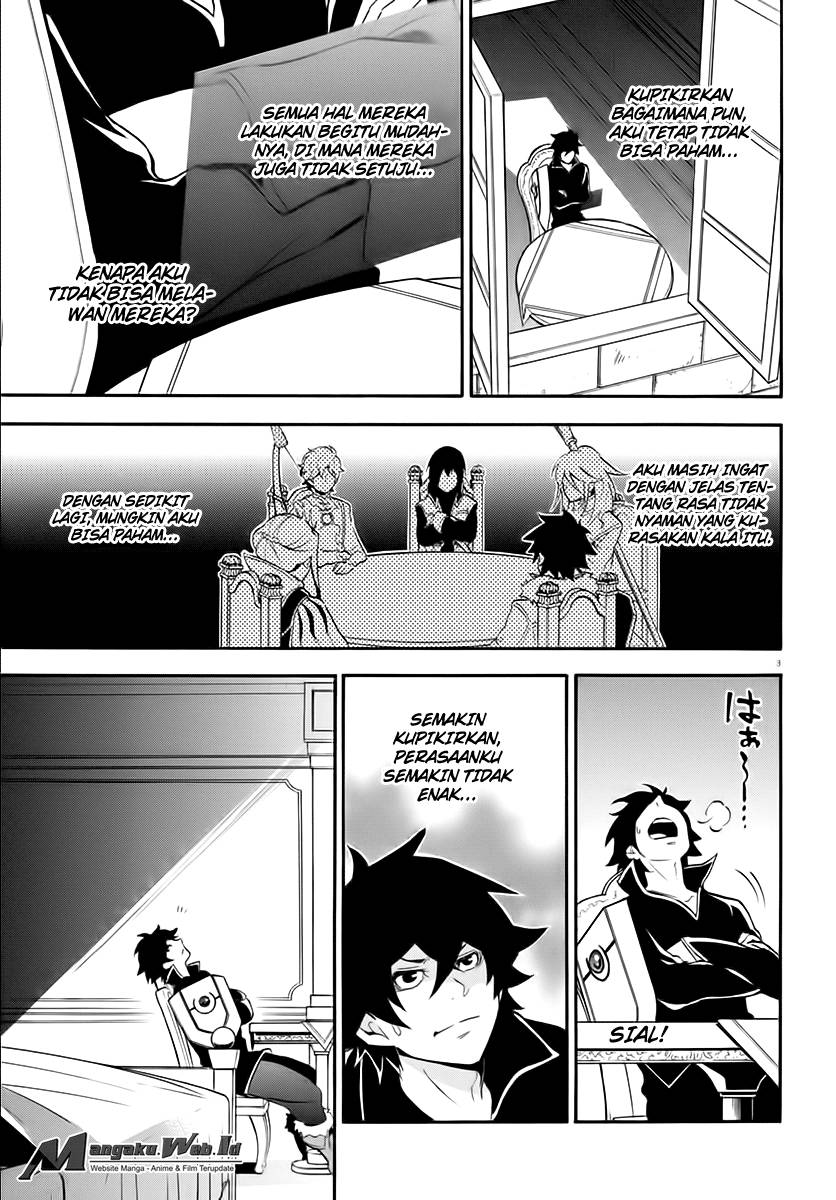 KUPIKIRKAN
BAGAIMANA PUN,
AKU TETAP TIDAK
BISA PAHAM...
SEMUA HAL MEREKA
LAKUKAN BEGITU MUDAH-
NYA, DI MANA MEREKA
JUGA TIDAK SETUJU...
KENAPA AKU
TIDAK BISA MELA-
WAN MEREKA?
AKU MASIH INGAT
DENGAN JELAS TEN-
TANG RASA TIDAK
NYAMAN YANG KU-
RASAKAN KALA ITU.
DENGAN SEDIKIT
LAGI, MUNGKIN AKU
BISA PAHAM...
3
はぁ〜…
SIAL!
SEMAKIN
KUPIKIRKAN,
PERASAANKU
SEMAKIN TIDAK
ENAK...
Mangaku.Web.Id
Website Manga - Anime & Film Terupdate